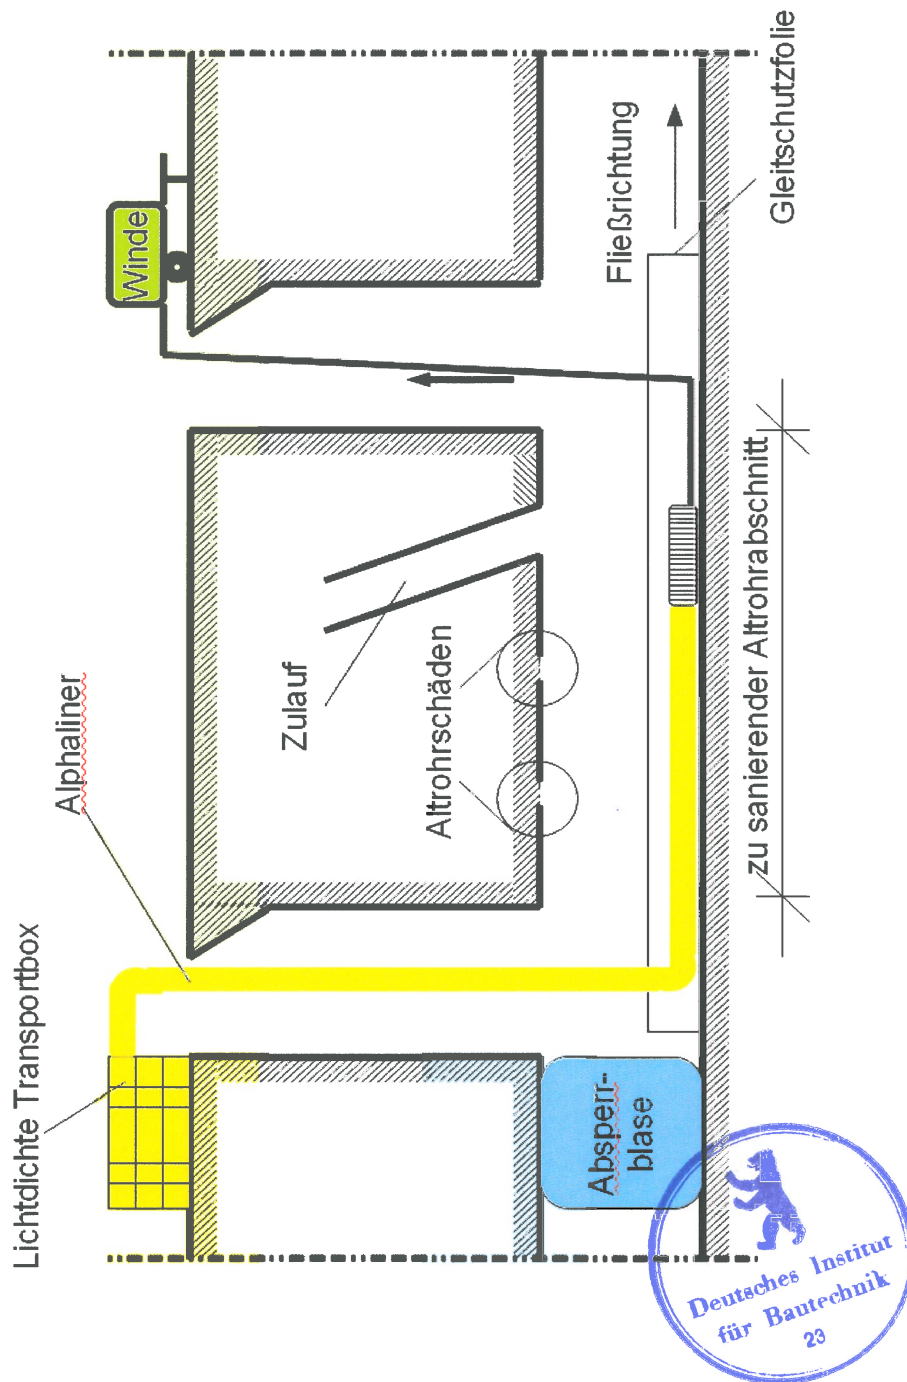 Lichtdichte Transportbox
Alphaliner
Winde
Zulauf
Altrohrschäden
Fließrichtung
Absperr-
blase
zu sanierender Altrohrabschnitt
Gleitschutzfolie
Deutsches Institut
für Bautechnik
23